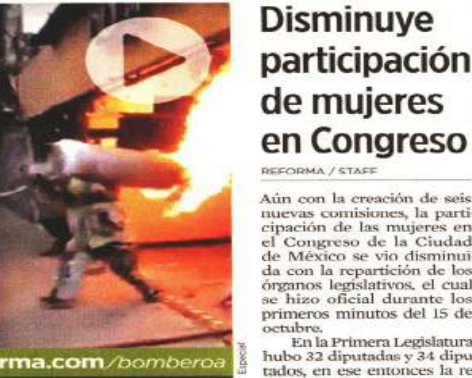 Disminuye
participación
de mujeres
en Congreso
REFORMA / STAFF
Aún con la creación de seis
nuevas comisiones, la parti
cipación de las mujeres en
el Congreso de la Ciudad
de México se vio disminui
da con la repartición de los
órganos legislativos, el cual
se hizo oficial durante los
primeros minutos del 15 de
octubre.
En la Primera Legislatura
hubo 32 diputadas y 34 dipu
tados, en ese entonces la re
rma.com/bomberoa
Especial